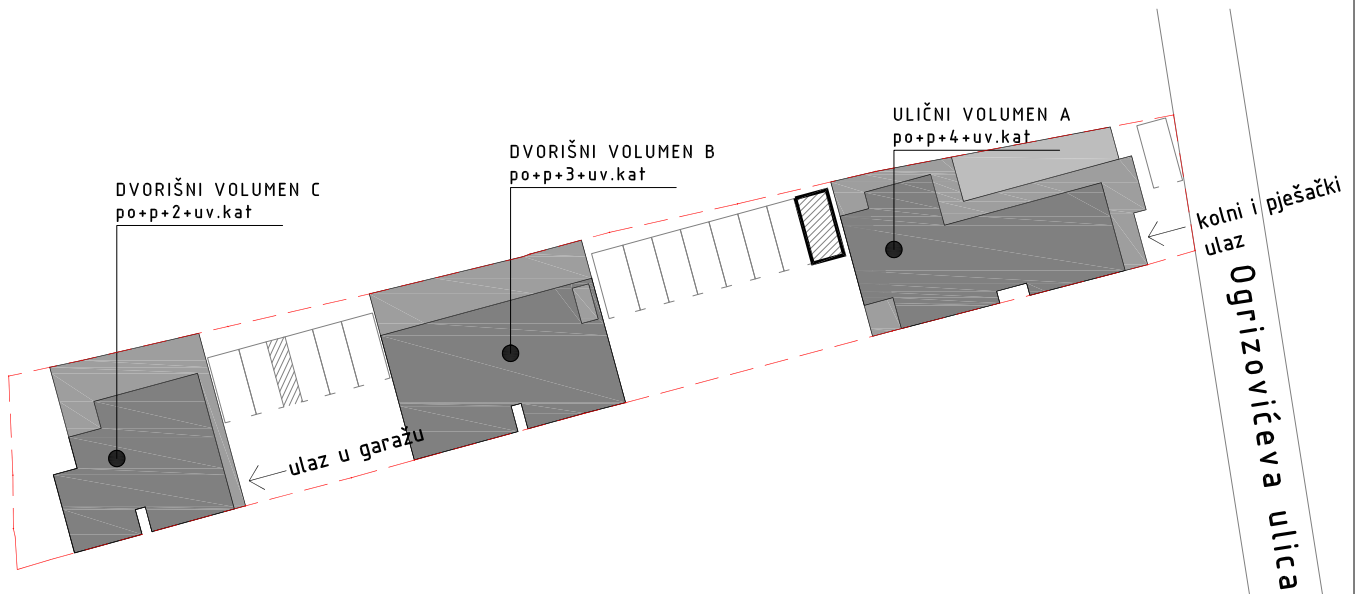 ULIČNI VOLUMEN A
po+p+4+uv.kat
DVORIŠNI VOLUMEN B
po+p+3+uv.kat
DVORIŠNI VOLUMEN C
po+p+2+uv.kat
kolni i pješački
ulaz
Ogrizovićeva ulica
ulaz u garažu